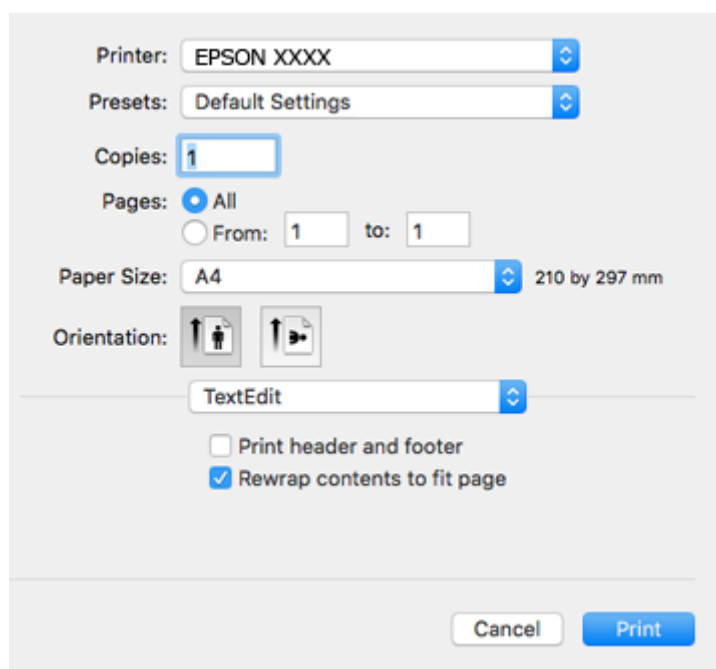 Printer: EPSON XXXX
Presets: Default Settings
Copies: 1
Pages: All
From: 1 to: 1
Paper Size: A4 210 by 297 mm
Orientation:
TextEdit
Print header and footer
Rewrap contents to fit page
Cancel Print